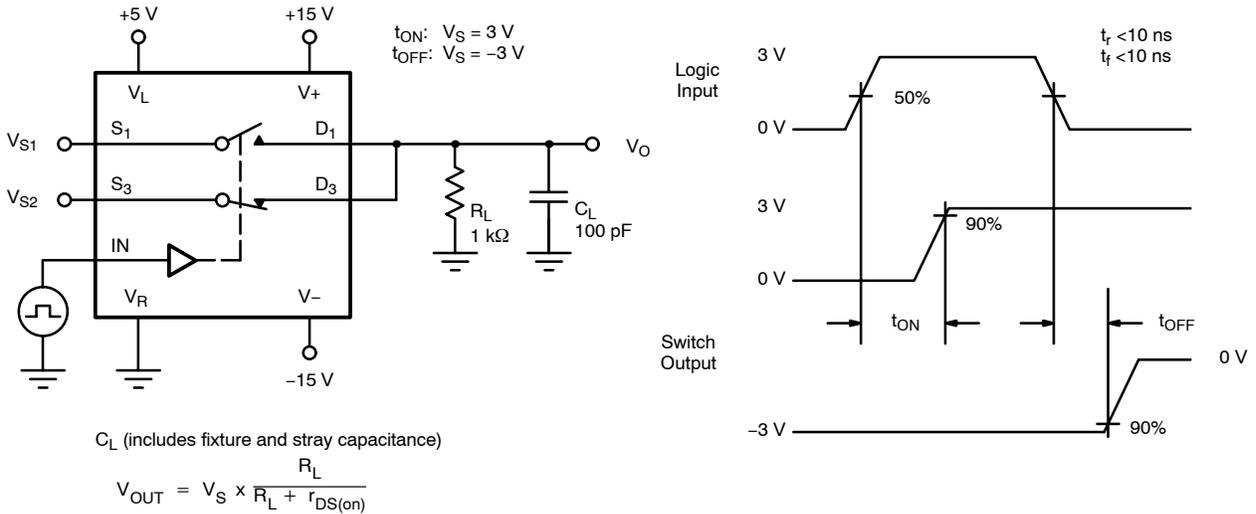 +5 V
+15 V
tON: VS = 3 V
tOFF: VS = −3 V
VL
V+
VS1
S1
D1
VO
VS2
S3
D3
RL
1 kΩ
CL
100 pF
IN
VR
V−
−15 V
CL (includes fixture and stray capacitance)
VOUT = VS x RL
RL + rDS(on)
tr <10 ns
tf <10 ns
Logic
Input
3 V
50%
0 V
3 V
90%
0 V
tON
tOFF
Switch
Output
0 V
−3 V
90%